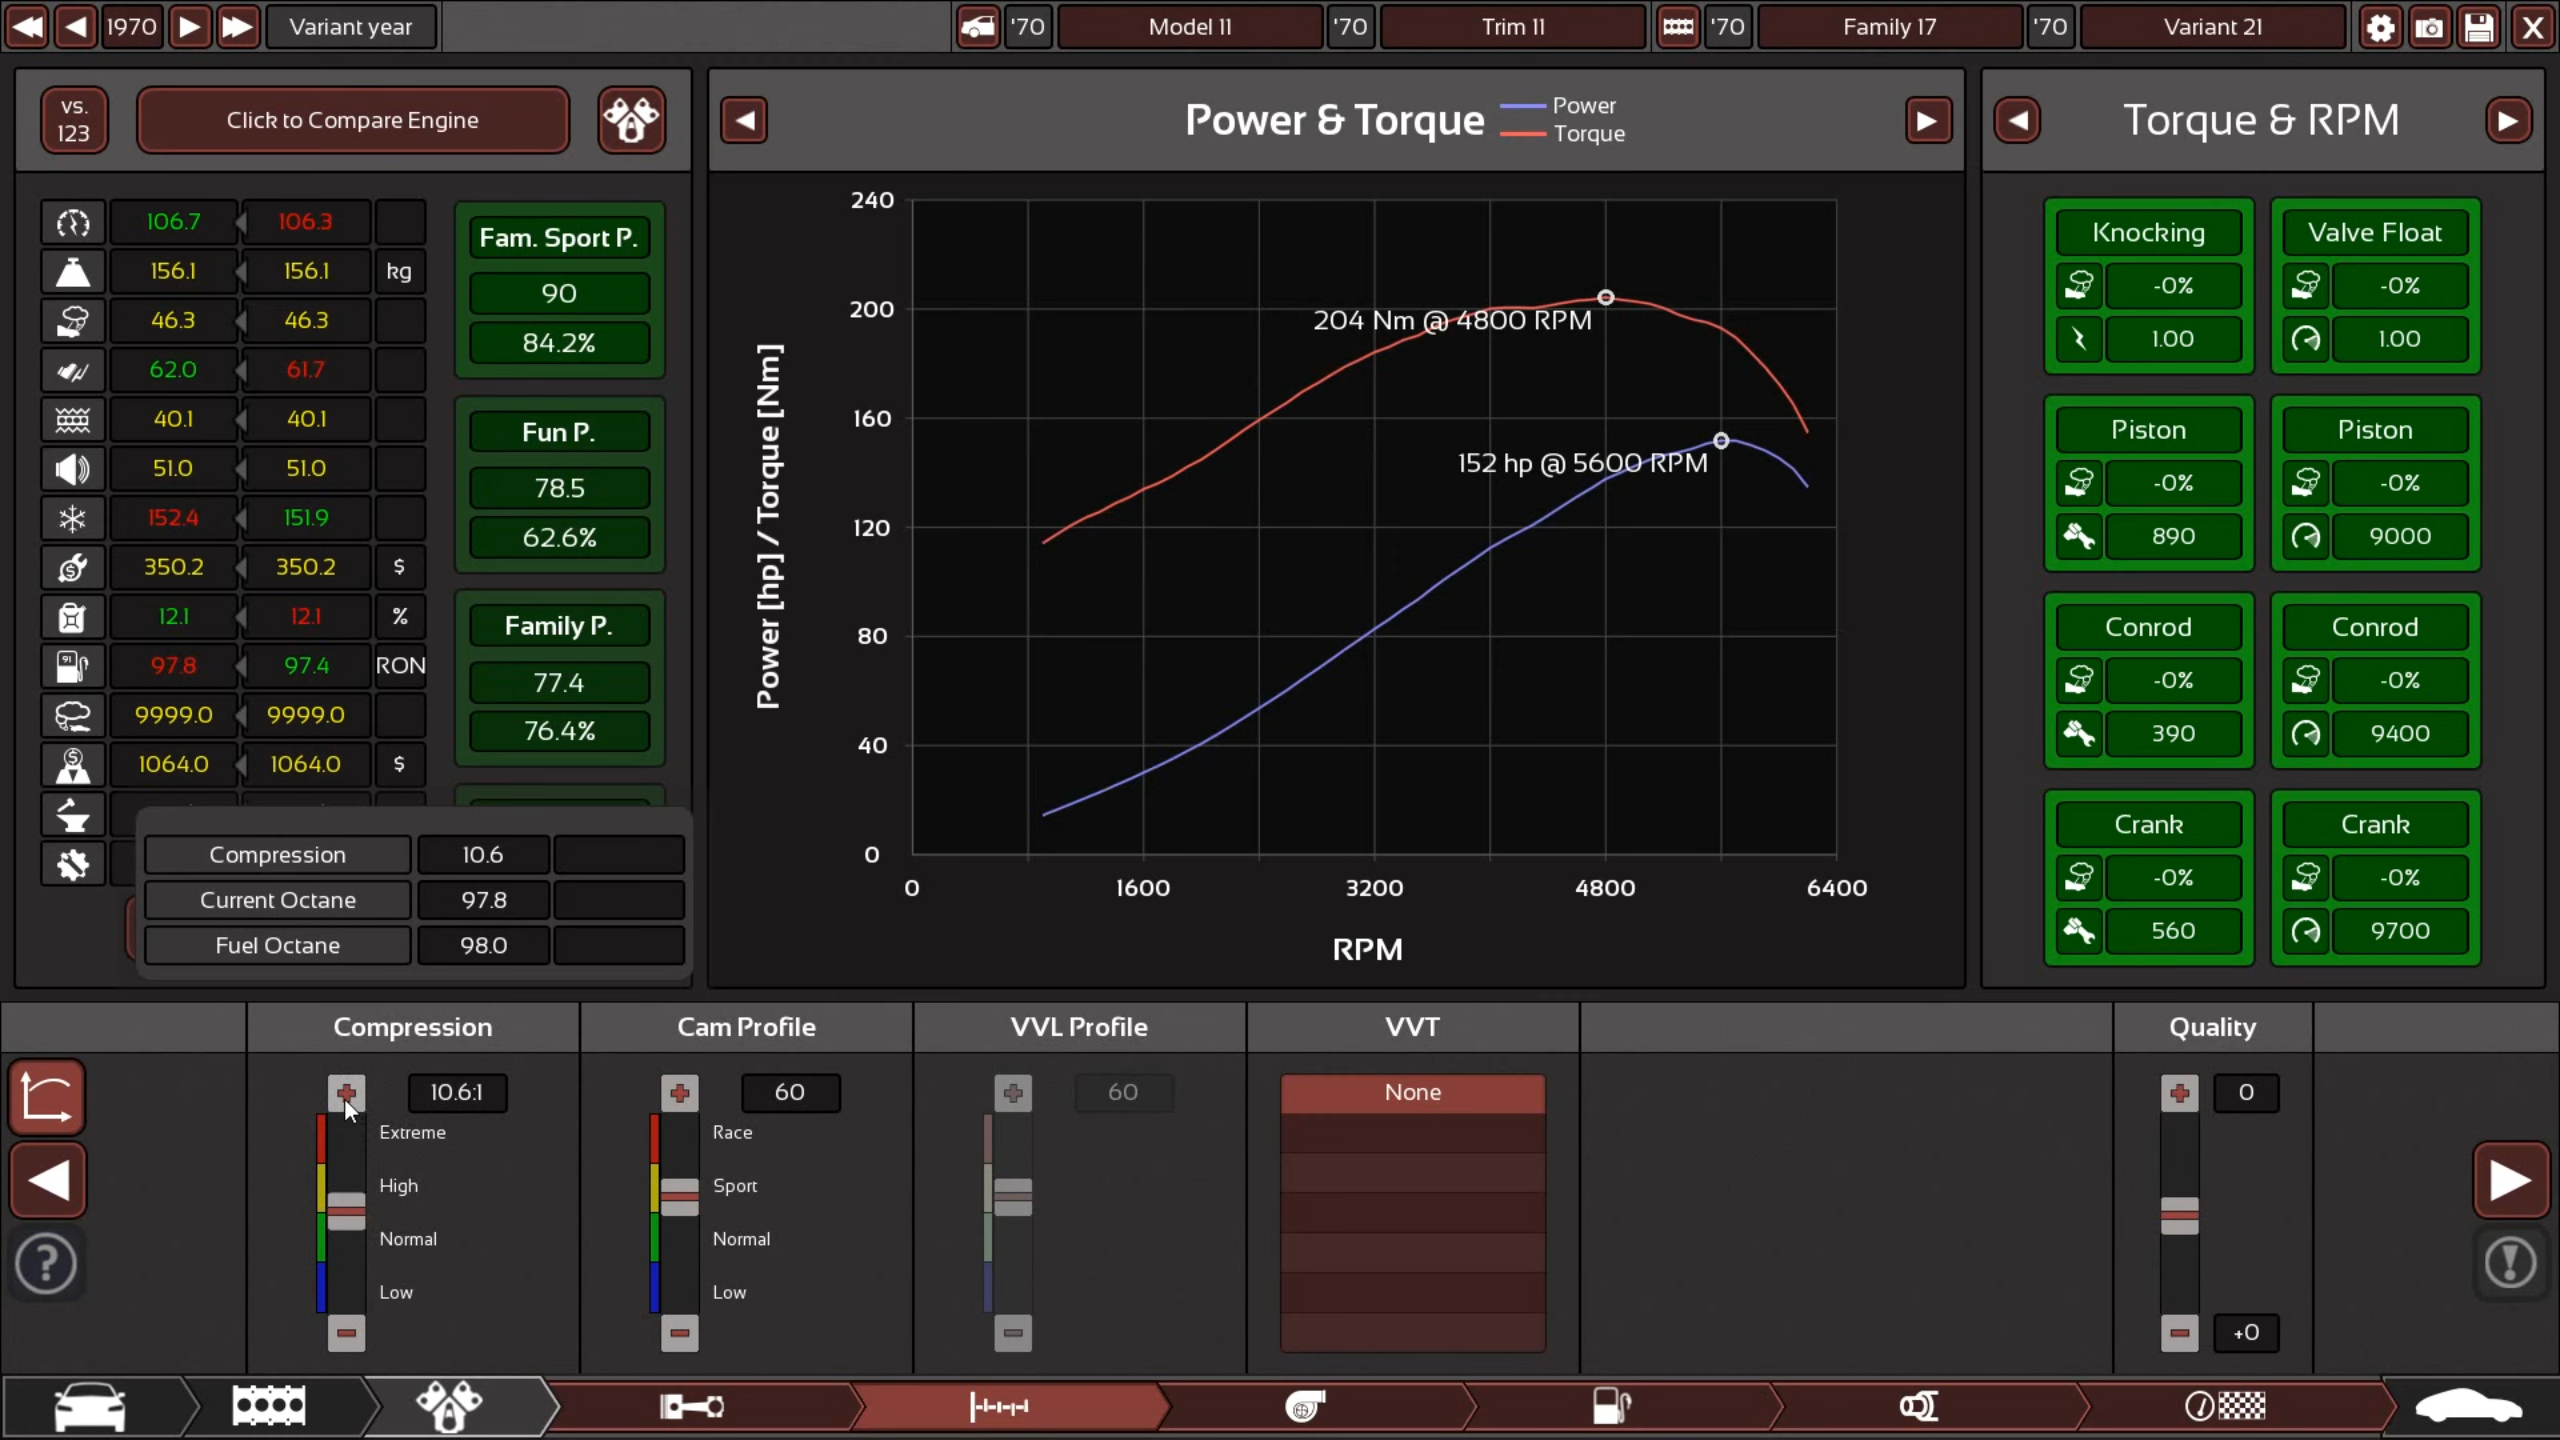 1970
Variant year
'70
Model 11
'70
Trim 11
'70
Family 17
'70
Variant 21
X
vs.
123
Click to Compare Engine
Power & Torque
Power
Torque
Torque & RPM
106.7
106.3
156.1
156.1
kg
46.3
46.3
62.0
61.7
40.1
40.1
51.0
51.0
152.4
151.9
350.2
350.2
$
12.1
12.1
%
91
97.8
97.4
RON
9999.0
9999.0
1064.0
1064.0
$
Fam. Sport P.
90
84.2%
Fun P.
78.5
62.6%
Family P.
77.4
76.4%
Compression
10.6
Current Octane
97.8
Fuel Octane
98.0
Power [hp] / Torque [Nm]
240
200
160
120
80
40
0
204 Nm @ 4800 RPM
152 hp @ 5600 RPM
0
1600
3200
4800
6400
RPM
Knocking
-0%
1.00
Valve Float
-0%
1.00
Piston
-0%
890
Piston
-0%
9000
Conrod
-0%
390
Conrod
-0%
9400
Crank
-0%
560
Crank
-0%
9700
Compression
10.6:1
Extreme
High
Normal
Low
Cam Profile
60
Race
Sport
Normal
Low
VVL Profile
60
VVT
None
Quality
0
+0
?
!